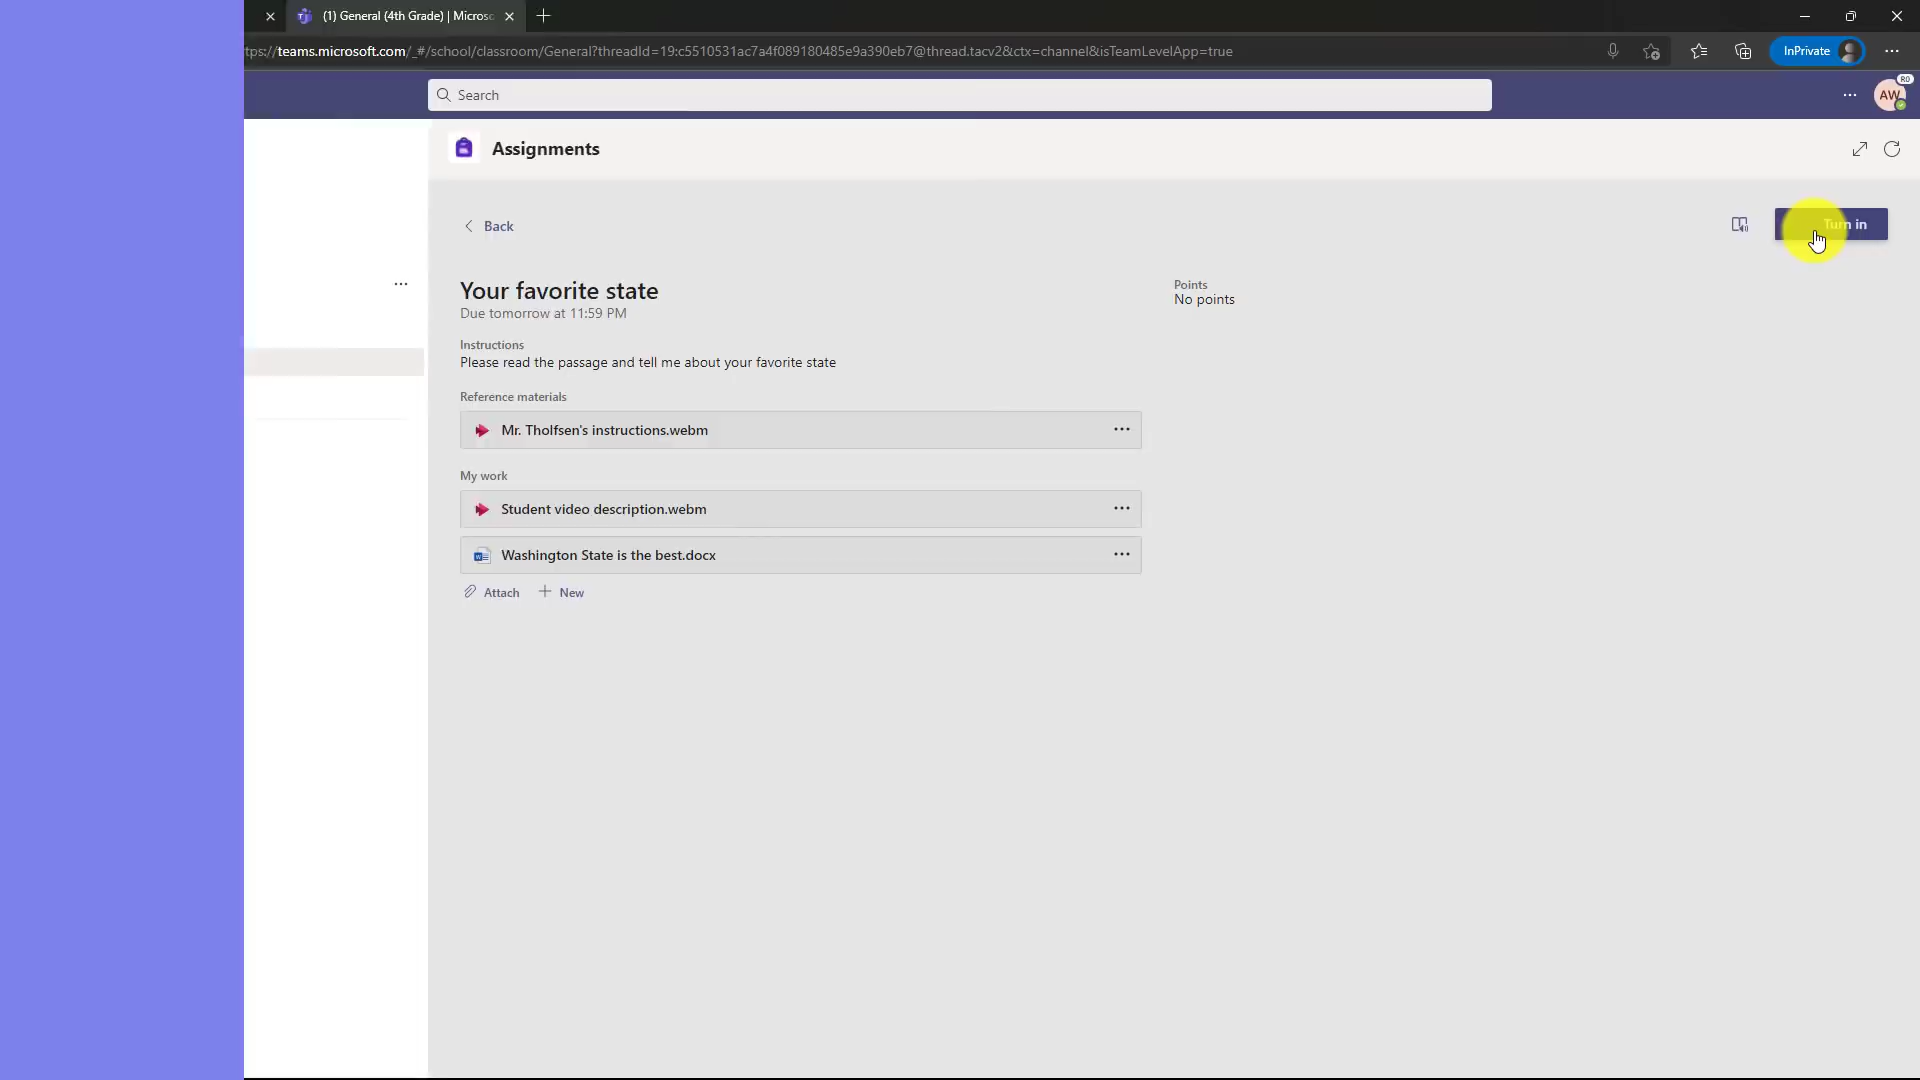 (1) General (4th Grade) | Microso
tps://teams.microsoft.com/_#/school/classroom/General?threadId=19:c5510531ac7a4f089180485e9a390eb7@thread.tacv2&ctx=channel&isTeamLevelApp=true
InPrivate
Search
RG
AW
Assignments
Back
Turn in
Your favorite state
Due tomorrow at 11:59 PM
Points
No points
Instructions
Please read the passage and tell me about your favorite state
Reference materials
Mr. Tholfsen's instructions.webm
My work
Student video description.webm
Washington State is the best.docx
Attach
New